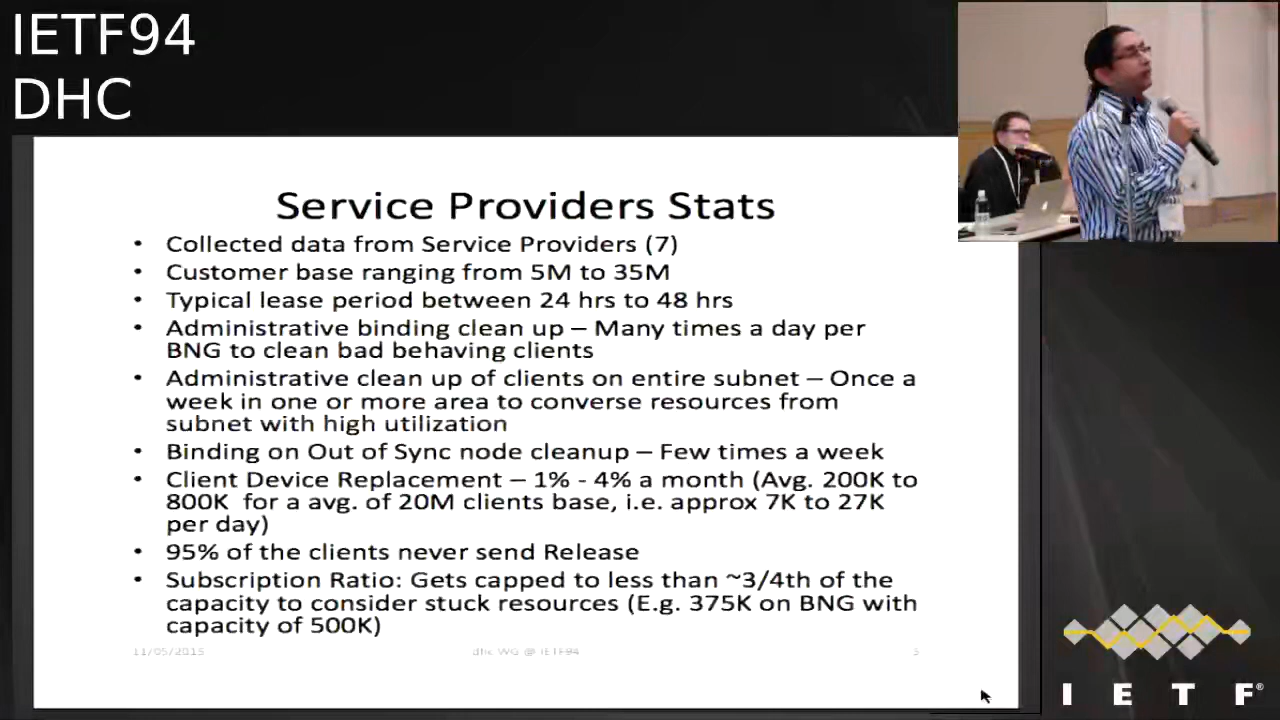 IETF94
DHC
Service Providers Stats
• Collected data from Service Providers (7)
• Customer base ranging from 5M to 35M
• Typical lease period between 24 hrs to 48 hrs
• Administrative binding clean up – Many times a day per
BNG to clean bad behaving clients
• Administrative clean up of clients on entire subnet – Once a
week in one or more area to converse resources from
subnet with high utilization
• Binding on Out of Sync node cleanup – Few times a week
• Client Device Replacement – 1% - 4% a month (Avg. 200K to
800K for a avg. of 20M clients base, i.e. approx 7K to 27K
per day)
• 95% of the clients never send Release
• Subscription Ratio: Gets capped to less than ~3/4th of the
capacity to consider stuck resources (E.g. 375K on BNG with
capacity of 500K)
11/05/2015
dhc WG @ IETF94
I E T F®